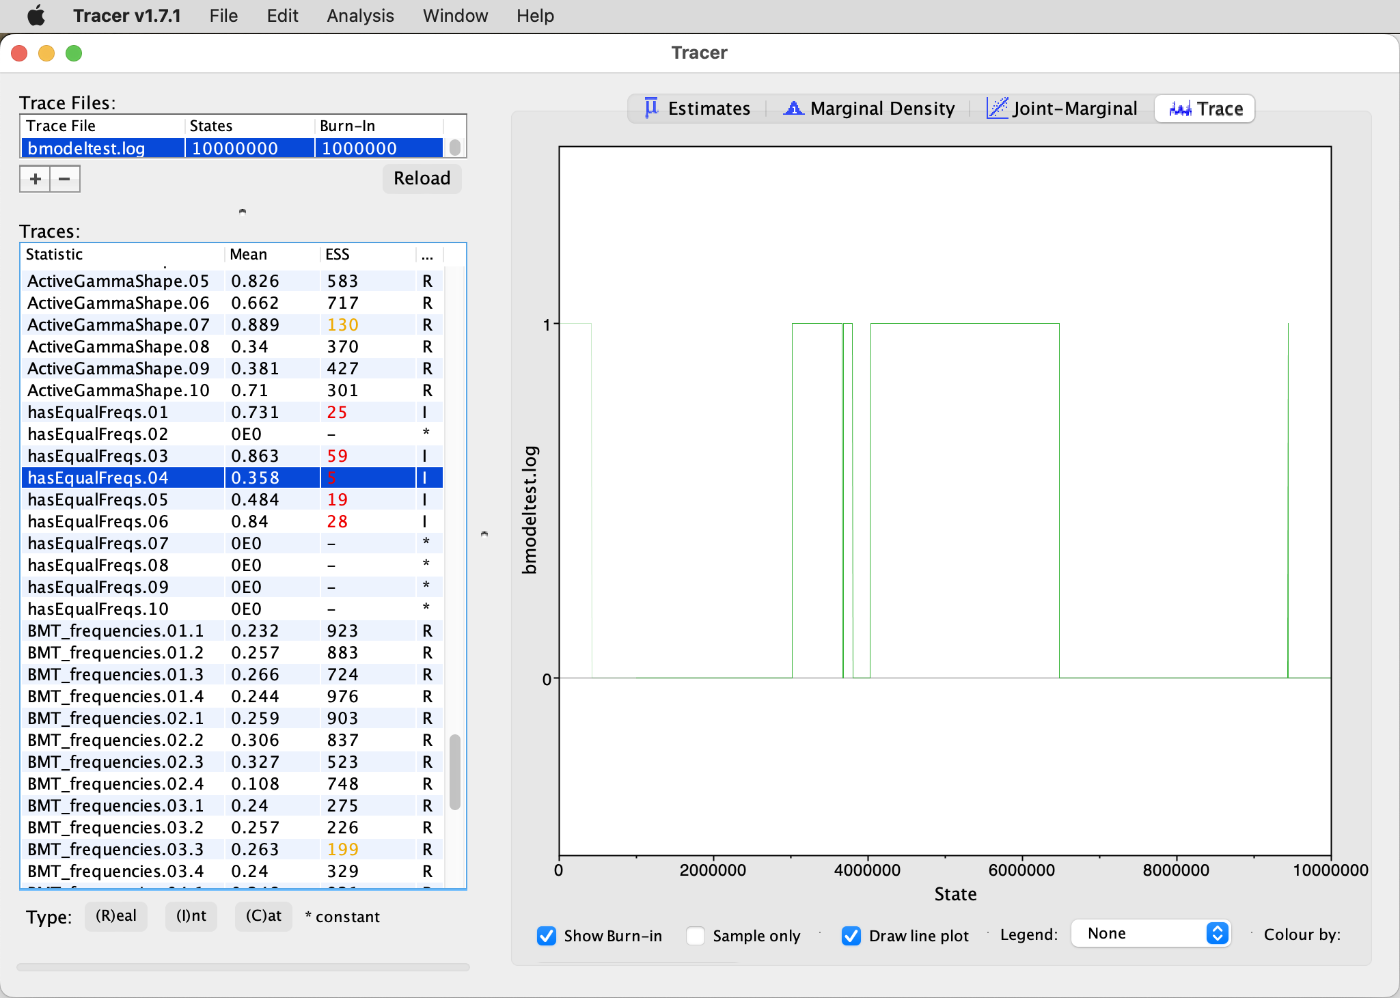 Tracer v1.7.1 File Edit Analysis Window Help
Tracer
Trace Files:
Trace File States Burn-In
bmodeltest.log 10000000 1000000
+ −
Reload
Traces:
Statistic Mean ESS ...
ActiveGammaShape.05 0.826 583 R
ActiveGammaShape.06 0.662 717 R
ActiveGammaShape.07 0.889 130 R
ActiveGammaShape.08 0.34 370 R
ActiveGammaShape.09 0.381 427 R
ActiveGammaShape.10 0.71 301 R
hasEqualFreqs.01 0.731 25 I
hasEqualFreqs.02 0E0 – *
hasEqualFreqs.03 0.863 59 I
hasEqualFreqs.04 0.358 5 I
hasEqualFreqs.05 0.484 19 I
hasEqualFreqs.06 0.84 28 I
hasEqualFreqs.07 0E0 – *
hasEqualFreqs.08 0E0 – *
hasEqualFreqs.09 0E0 – *
hasEqualFreqs.10 0E0 – *
BMT_frequencies.01.1 0.232 923 R
BMT_frequencies.01.2 0.257 883 R
BMT_frequencies.01.3 0.266 724 R
BMT_frequencies.01.4 0.244 976 R
BMT_frequencies.02.1 0.259 903 R
BMT_frequencies.02.2 0.306 837 R
BMT_frequencies.02.3 0.327 523 R
BMT_frequencies.02.4 0.108 748 R
BMT_frequencies.03.1 0.24 275 R
BMT_frequencies.03.2 0.257 226 R
BMT_frequencies.03.3 0.263 199 R
BMT_frequencies.03.4 0.24 329 R
Type: (R)eal (I)nt (C)at * constant
Estimates Marginal Density Joint-Marginal Trace
1
0
bmodeltest.log
0 2000000 4000000 6000000 8000000 10000000
State
Show Burn-in Sample only Draw line plot Legend: None Colour by: